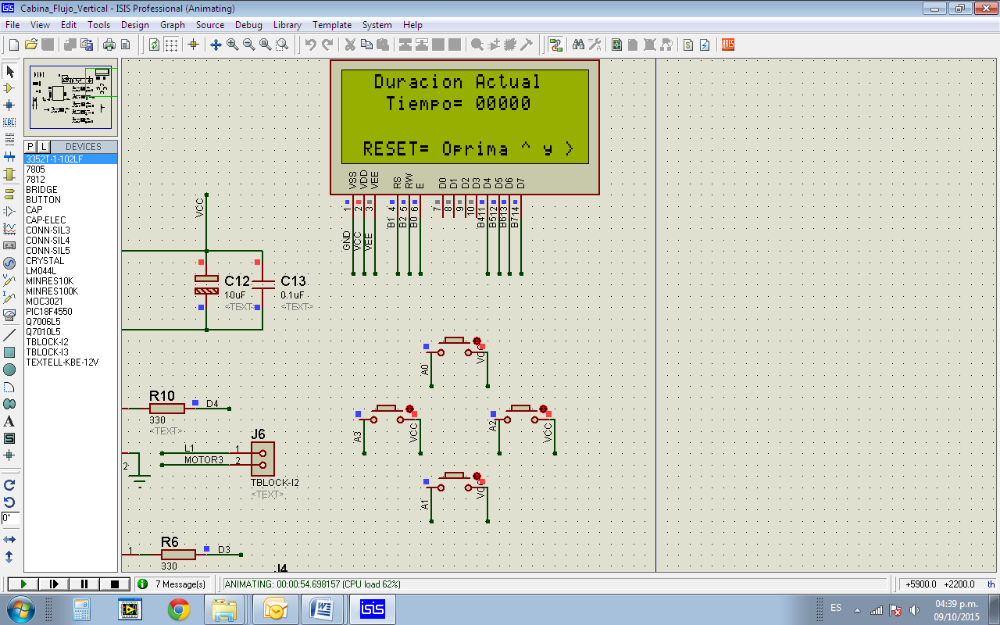 Cabina_Flujo_Vertical - ISIS Professional (Animating)
File View Edit Tools Design Graph Source Debug Library Template System Help
P L DEVICES
3352T-1-102LF
7805
7812
BRIDGE
BUTTON
CAP
CAP-ELEC
CONN-SIL3
CONN-SIL4
CONN-SIL5
CRYSTAL
LM044L
MINRES10K
MINRES100K
MOC3021
PIC18F4550
Q7006L5
Q7010L5
TBLOCK-I2
TBLOCK-I3
TEXTELL-KBE-12V
LBL
A
S
0°
ARES
Duracion Actual
Tiempo= 00000
RESET= Oprima ^ y >
VSS VDD VEE RS RW E D0 D1 D2 D3 D4 D5 D6 D7
1 2 3 4 5 6 7 8 9 10 11 12 13 14
GND VCC VEE B1 B2 B0 B4 B5 B6 B7
VCC
C12
10uF
<TEXT>
C13
0.1uF
<TEXT>
A0 VCC
A3 VCC
A2 VCC
A1 VCC
R10
330
<TEXT>
D4
J6
L1 1
MOTOR3 2
TBLOCK-I2
<TEXT>
2
R6
330
1
D3
J4
7 Message(s)
ANIMATING: 00:00:54.698157 (CPU load 62%)
+5900.0 +2200.0 th
isis
ES
04:39 p.m.
09/10/2015